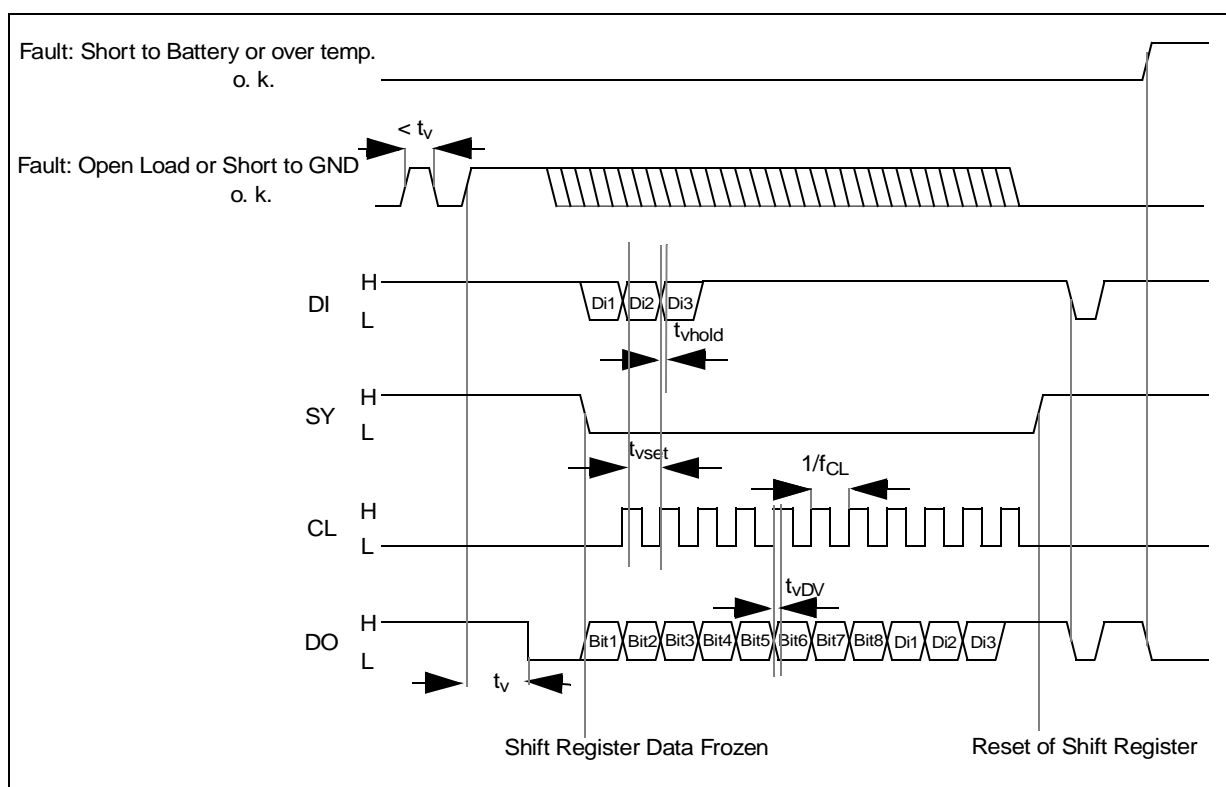 Fault: Short to Battery or over temp.
o. k.
< tv
Fault: Open Load or Short to GND
o. k.
H
DI
L
Di1 Di2 Di3
tvhold
H
SY
L
tvset
1/fCL
H
CL
L
tvDV
H
DO
L
Bit1 Bit2 Bit3 Bit4 Bit5 Bit6 Bit7 Bit8 Di1 Di2 Di3
tv
Shift Register Data Frozen
Reset of Shift Register